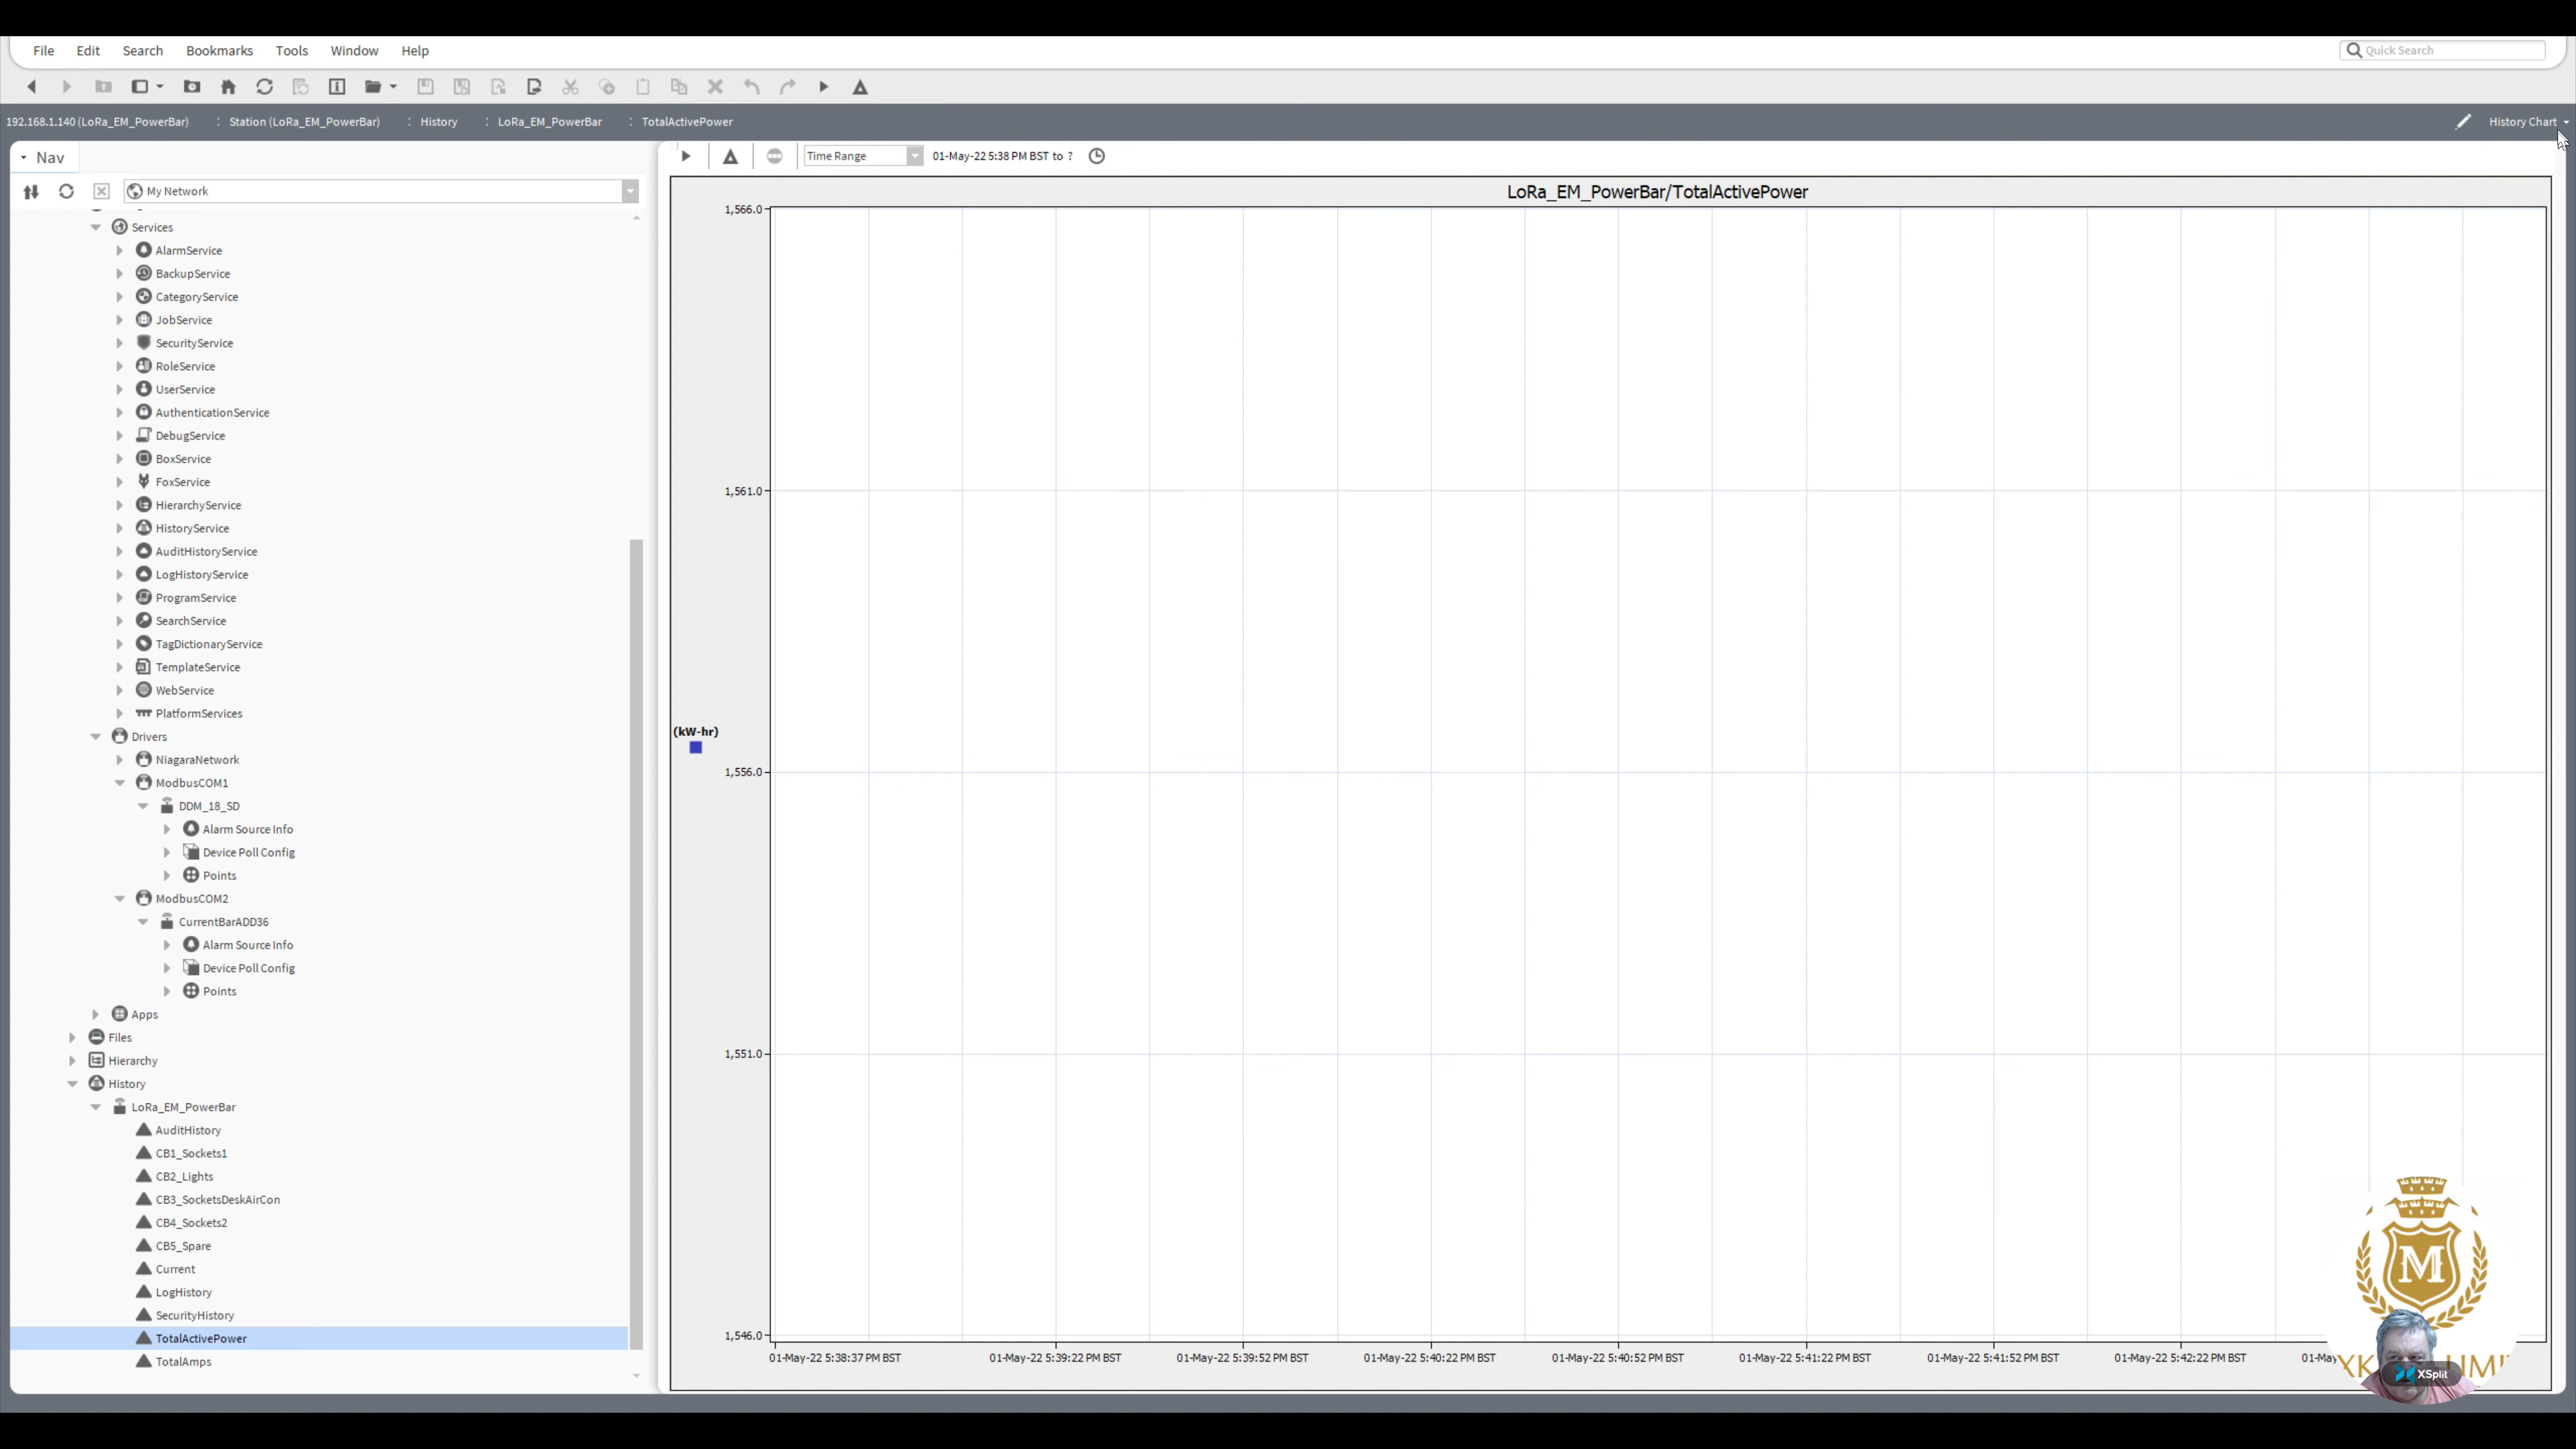 File Edit Search Bookmarks Tools Window Help
Quick Search
192.168.1.140 (LoRa_EM_PowerBar) : Station (LoRa_EM_PowerBar) : History : LoRa_EM_PowerBar : TotalActivePower
History Chart
Nav
My Network
Services
AlarmService
BackupService
CategoryService
JobService
SecurityService
RoleService
UserService
AuthenticationService
DebugService
BoxService
FoxService
HierarchyService
HistoryService
AuditHistoryService
LogHistoryService
ProgramService
SearchService
TagDictionaryService
TemplateService
WebService
PlatformServices
Drivers
NiagaraNetwork
ModbusCOM1
DDM_18_SD
Alarm Source Info
Device Poll Config
Points
ModbusCOM2
CurrentBarADD36
Alarm Source Info
Device Poll Config
Points
Apps
Files
Hierarchy
History
LoRa_EM_PowerBar
AuditHistory
CB1_Sockets1
CB2_Lights
CB3_SocketsDeskAirCon
CB4_Sockets2
CB5_Spare
Current
LogHistory
SecurityHistory
TotalActivePower
TotalAmps
Time Range 01-May-22 5:38 PM BST to ?
LoRa_EM_PowerBar/TotalActivePower
1,566.0
1,561.0
(kW-hr)
1,556.0
1,551.0
1,546.0
01-May-22 5:38:37 PM BST 01-May-22 5:39:22 PM BST 01-May-22 5:39:52 PM BST 01-May-22 5:40:22 PM BST 01-May-22 5:40:52 PM BST 01-May-22 5:41:22 PM BST 01-May-22 5:41:52 PM BST 01-May-22 5:42:22 PM BST 01-May
M
XSplit